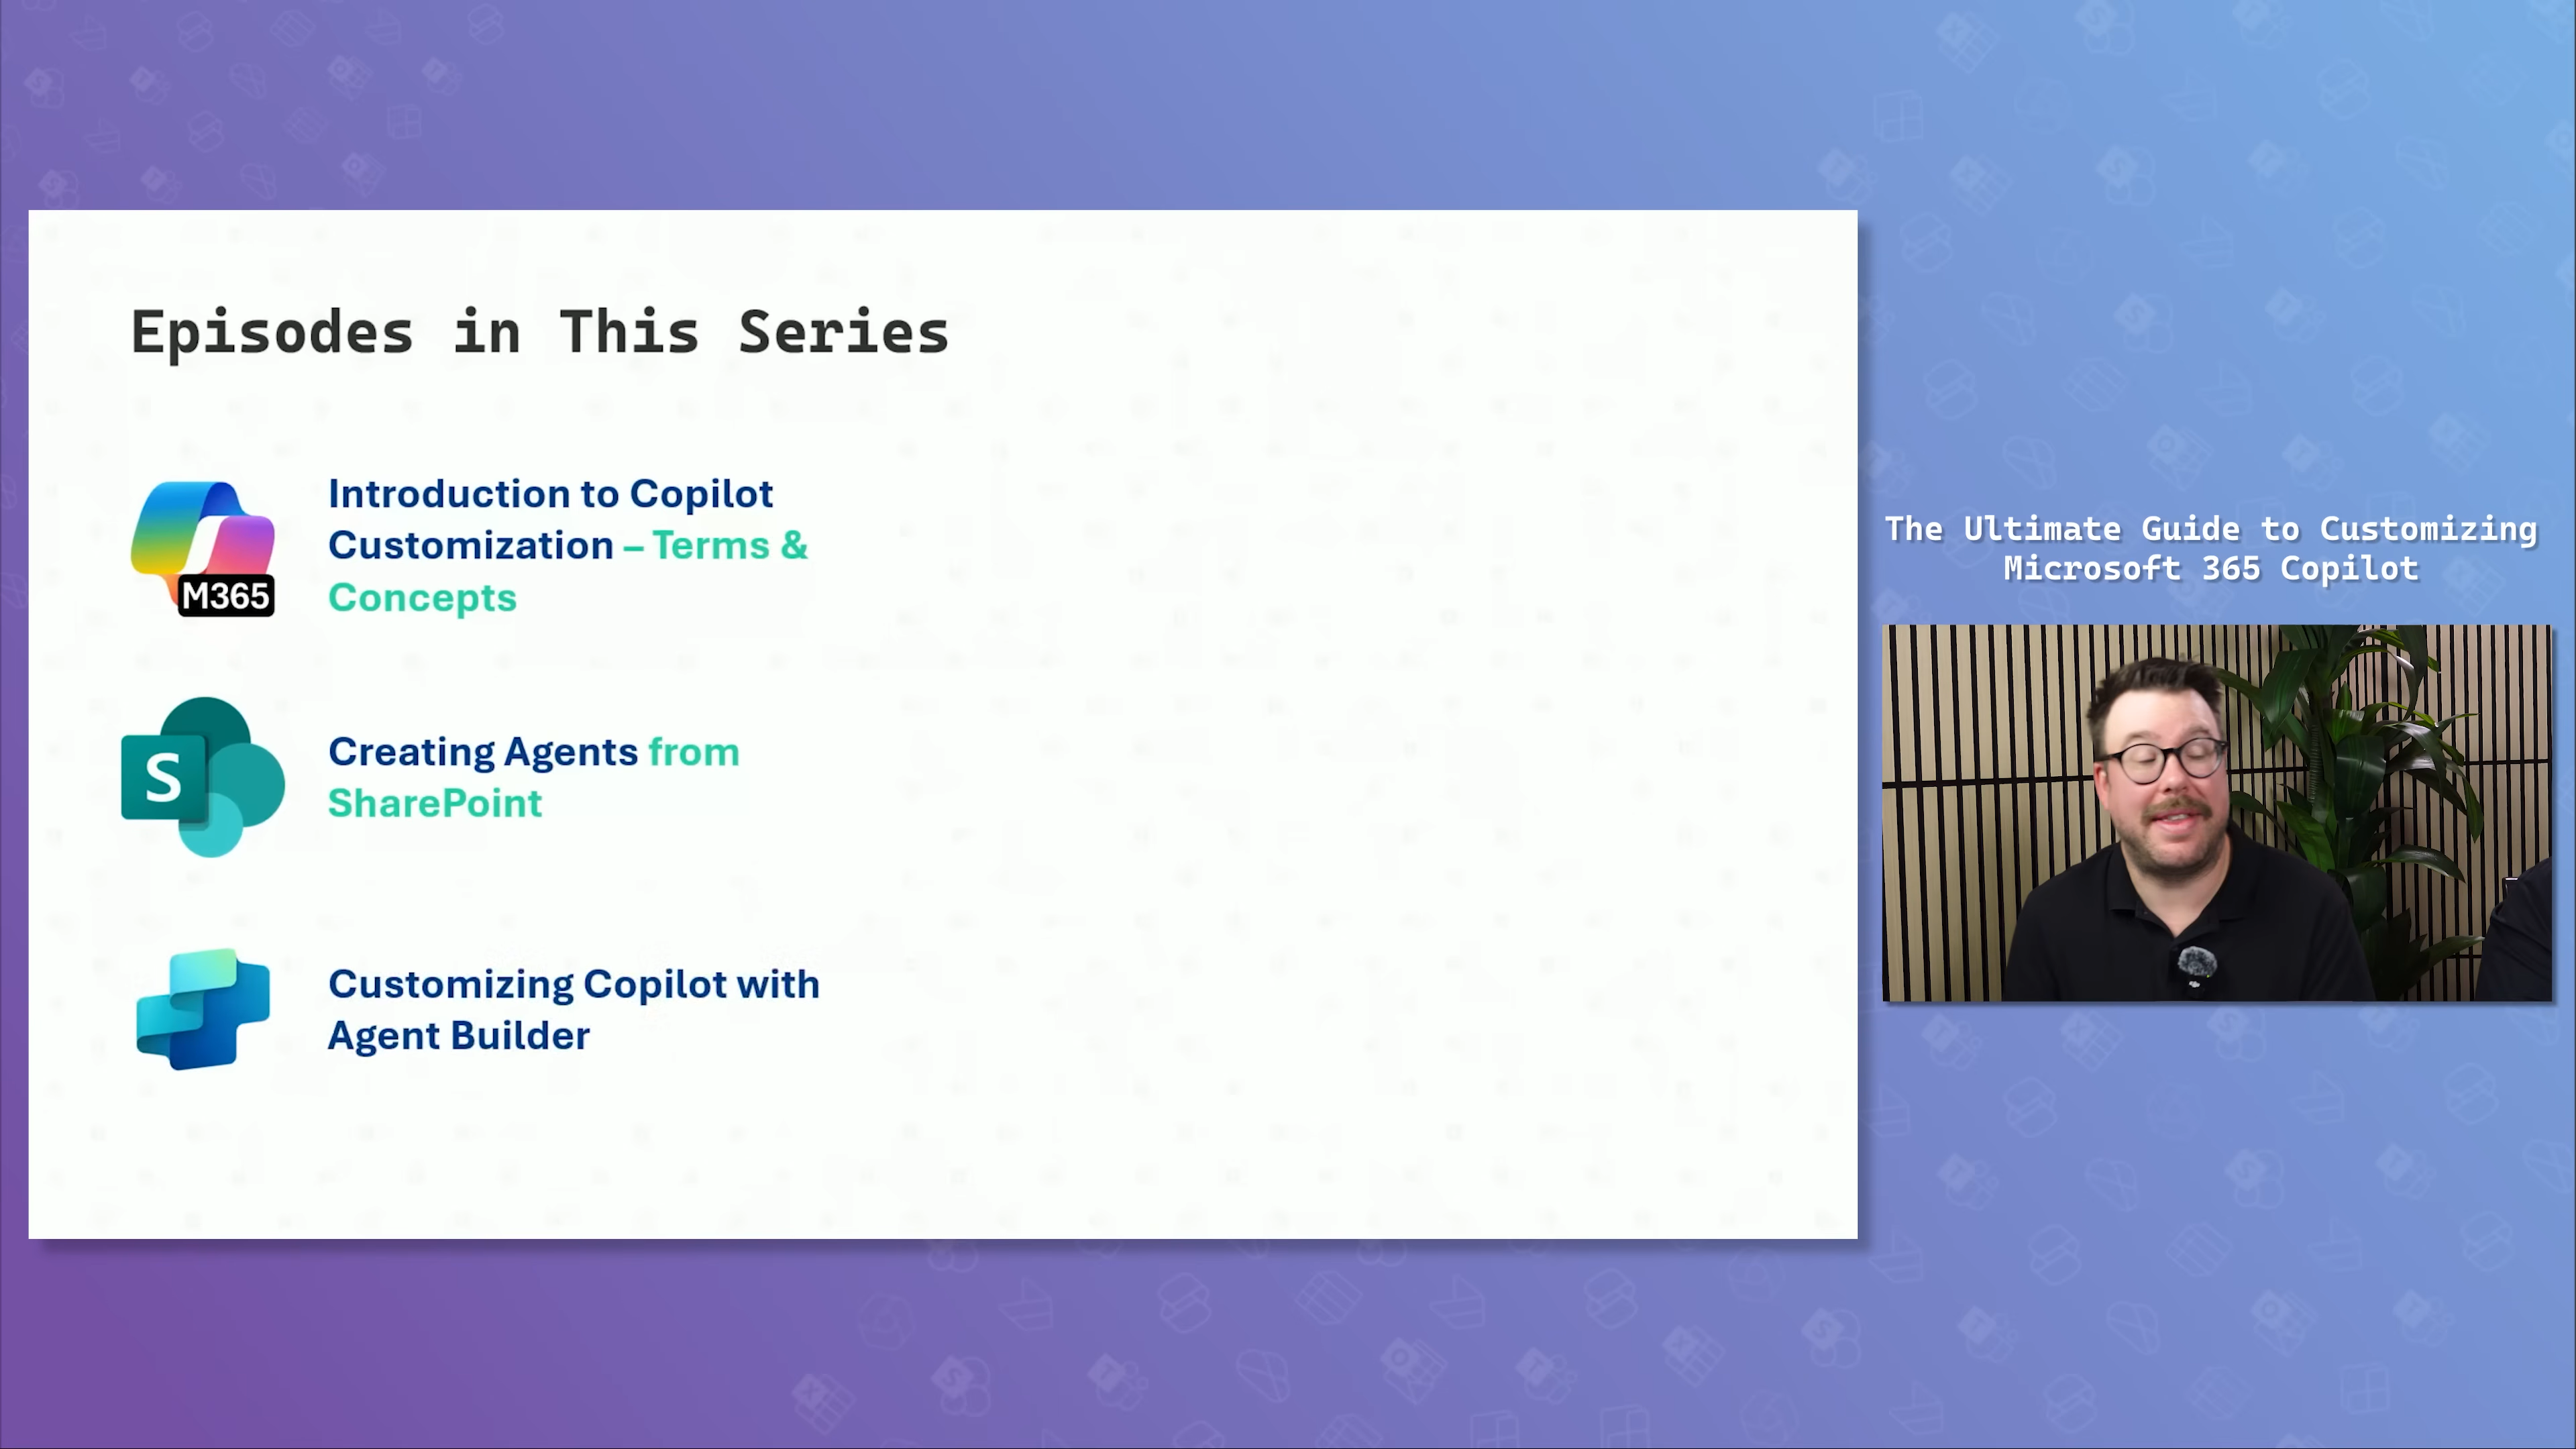 Episodes in This Series
M365
Introduction to Copilot
Customization – Terms &
Concepts
S
Creating Agents from
SharePoint
Customizing Copilot with
Agent Builder
The Ultimate Guide to Customizing
Microsoft 365 Copilot